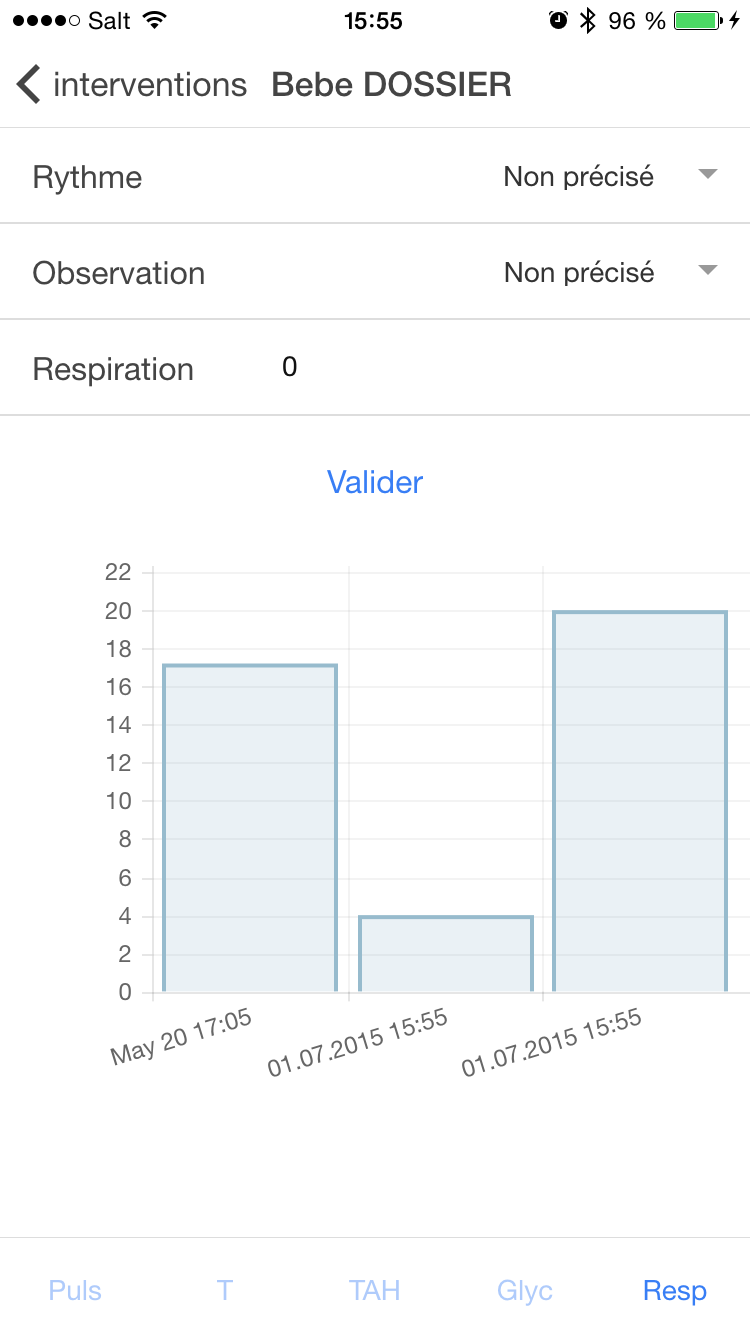 Salt 15:55 96 %
interventions Bebe DOSSIER
Rythme Non précisé
Observation Non précisé
Respiration 0
Valider
22
20
18
16
14
12
10
8
6
4
2
0
May 20 17:05 01.07.2015 15:55 01.07.2015 15:55
Puls T TAH Glyc Resp